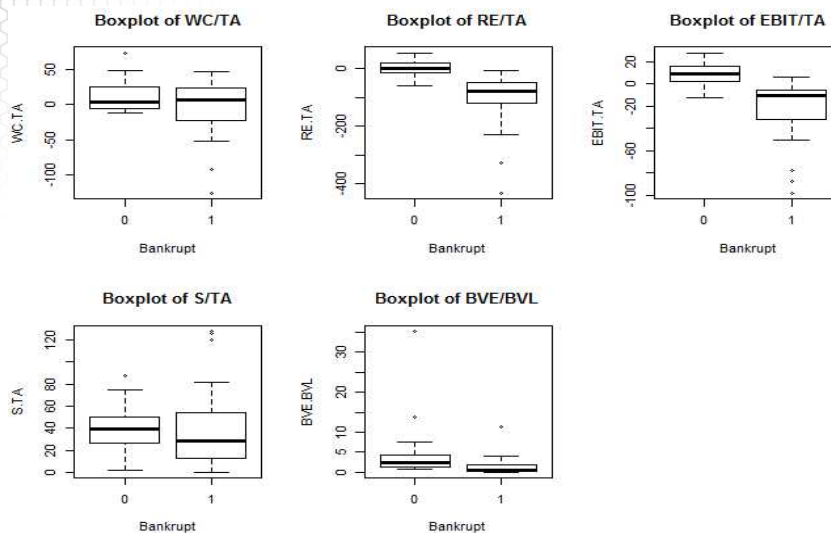 Boxplot of WC/TA
WC.TA
50
0
-50
-100
0 1
Bankrupt
Boxplot of RE/TA
RE.TA
0
-200
-400
0 1
Bankrupt
Boxplot of EBIT/TA
EBIT.TA
20
0
-20
-60
-100
0 1
Bankrupt
Boxplot of S/TA
S.TA
120
80
60
40
20
0
0 1
Bankrupt
Boxplot of BVE/BVL
BVE.BVL
30
20
10
5
0
0 1
Bankrupt